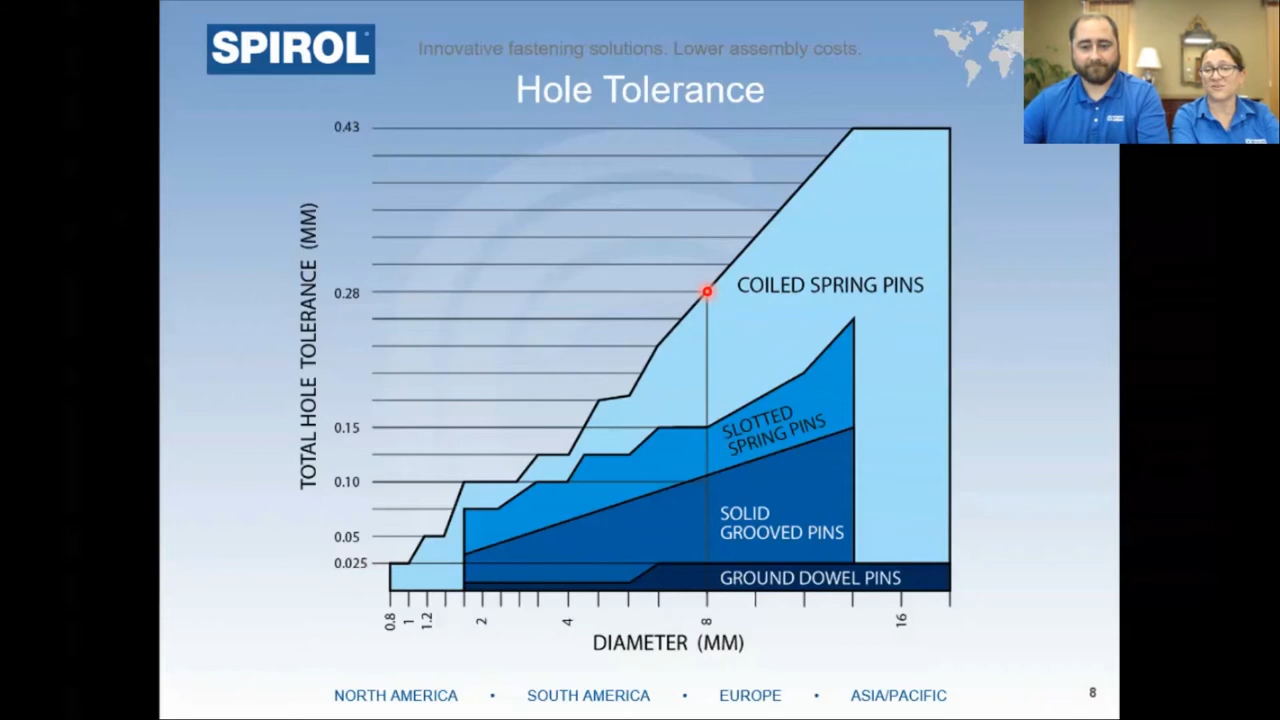 SPIROL
Innovative fastening solutions. Lower assembly costs.
Hole Tolerance
TOTAL HOLE TOLERANCE (MM)
0.43
0.28
0.15
0.10
0.05
0.025
COILED SPRING PINS
SLOTTED
SPRING PINS
SOLID
GROOVED PINS
GROUND DOWEL PINS
0.8
1
1.2
2
4
8
16
DIAMETER (MM)
NORTH AMERICA • SOUTH AMERICA • EUROPE • ASIA/PACIFIC
8